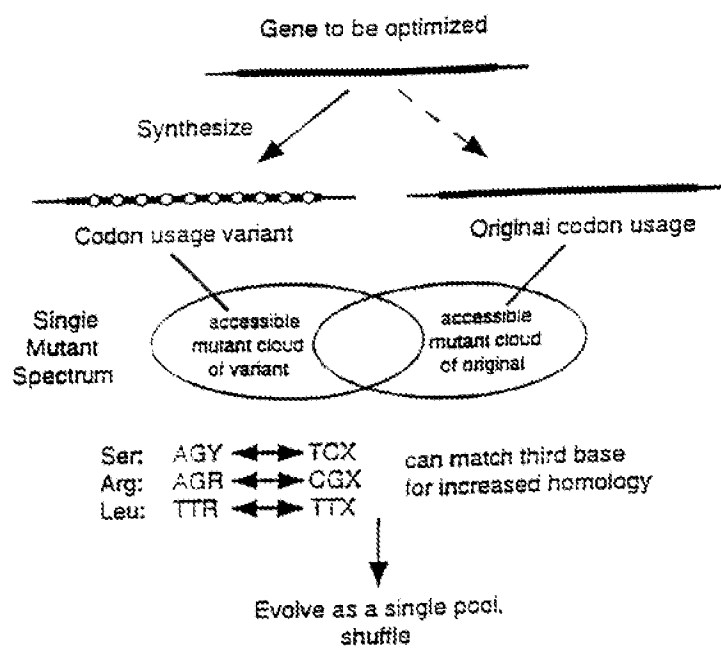 Gene to be optimized
Synthesize
Codon usage variant
Original codon usage
Single
Mutant
Spectrum
accessible
mutant cloud
of variant
accessible
mutant cloud
of original
Ser: AGY TCX
Arg: AGR CGX
Leu: TTR TTX
can match third base
for increased homology
Evolve as a single pool,
shuffle